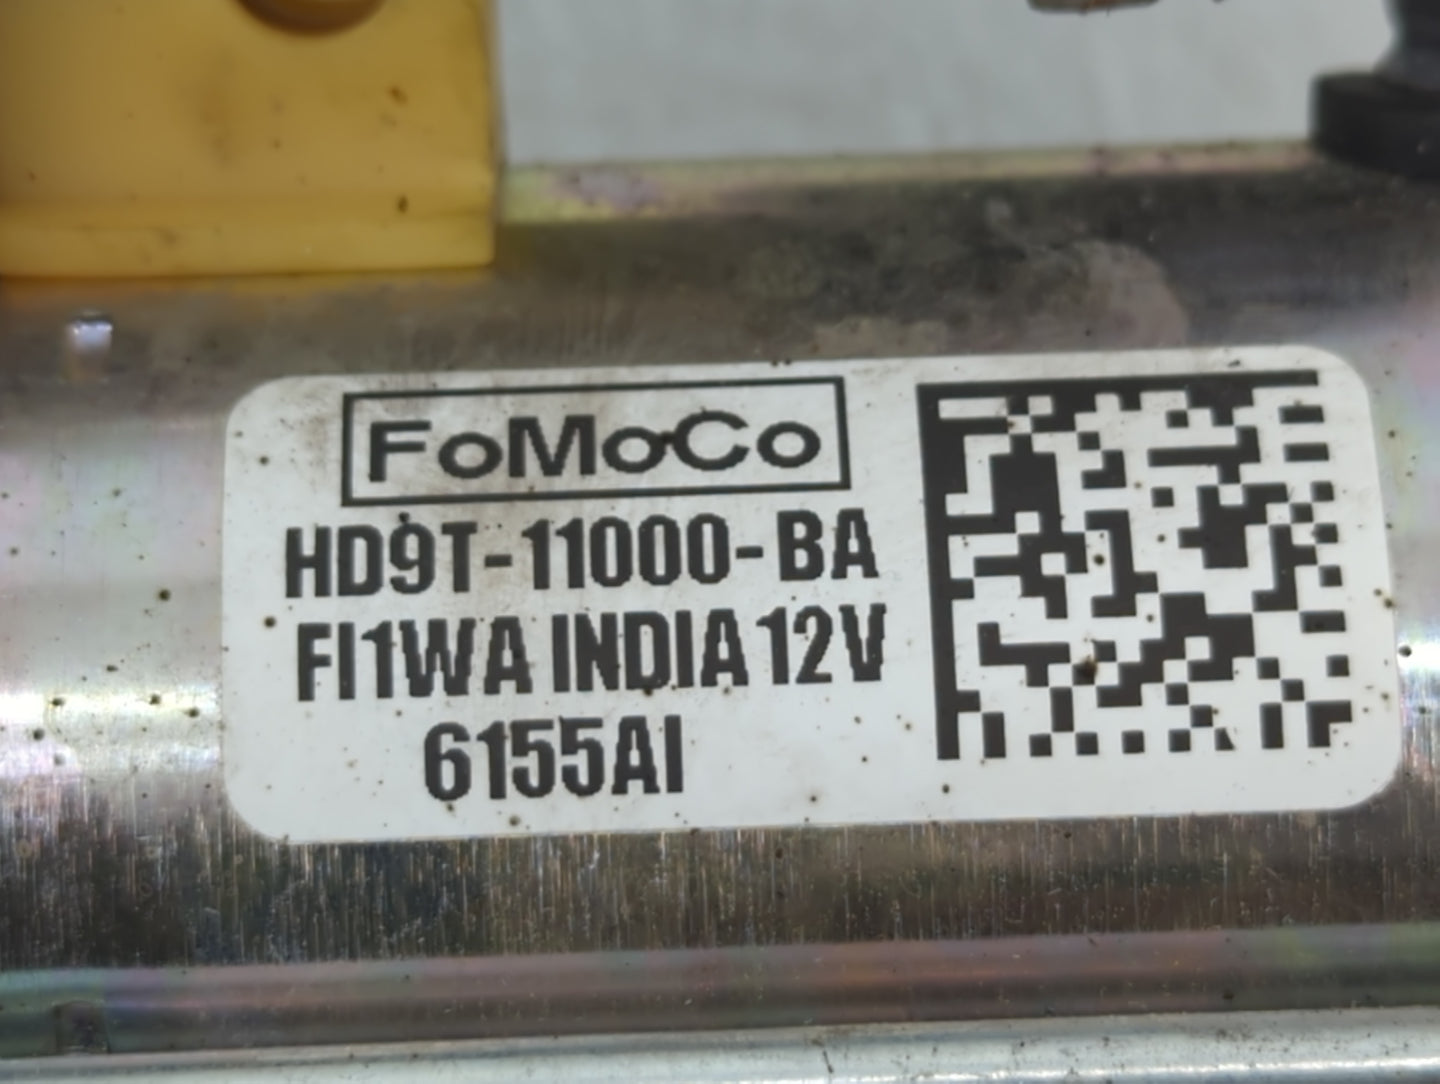 FoMoCo
HD9T-11000-BA
FI1WA INDIA 12V
6155AI